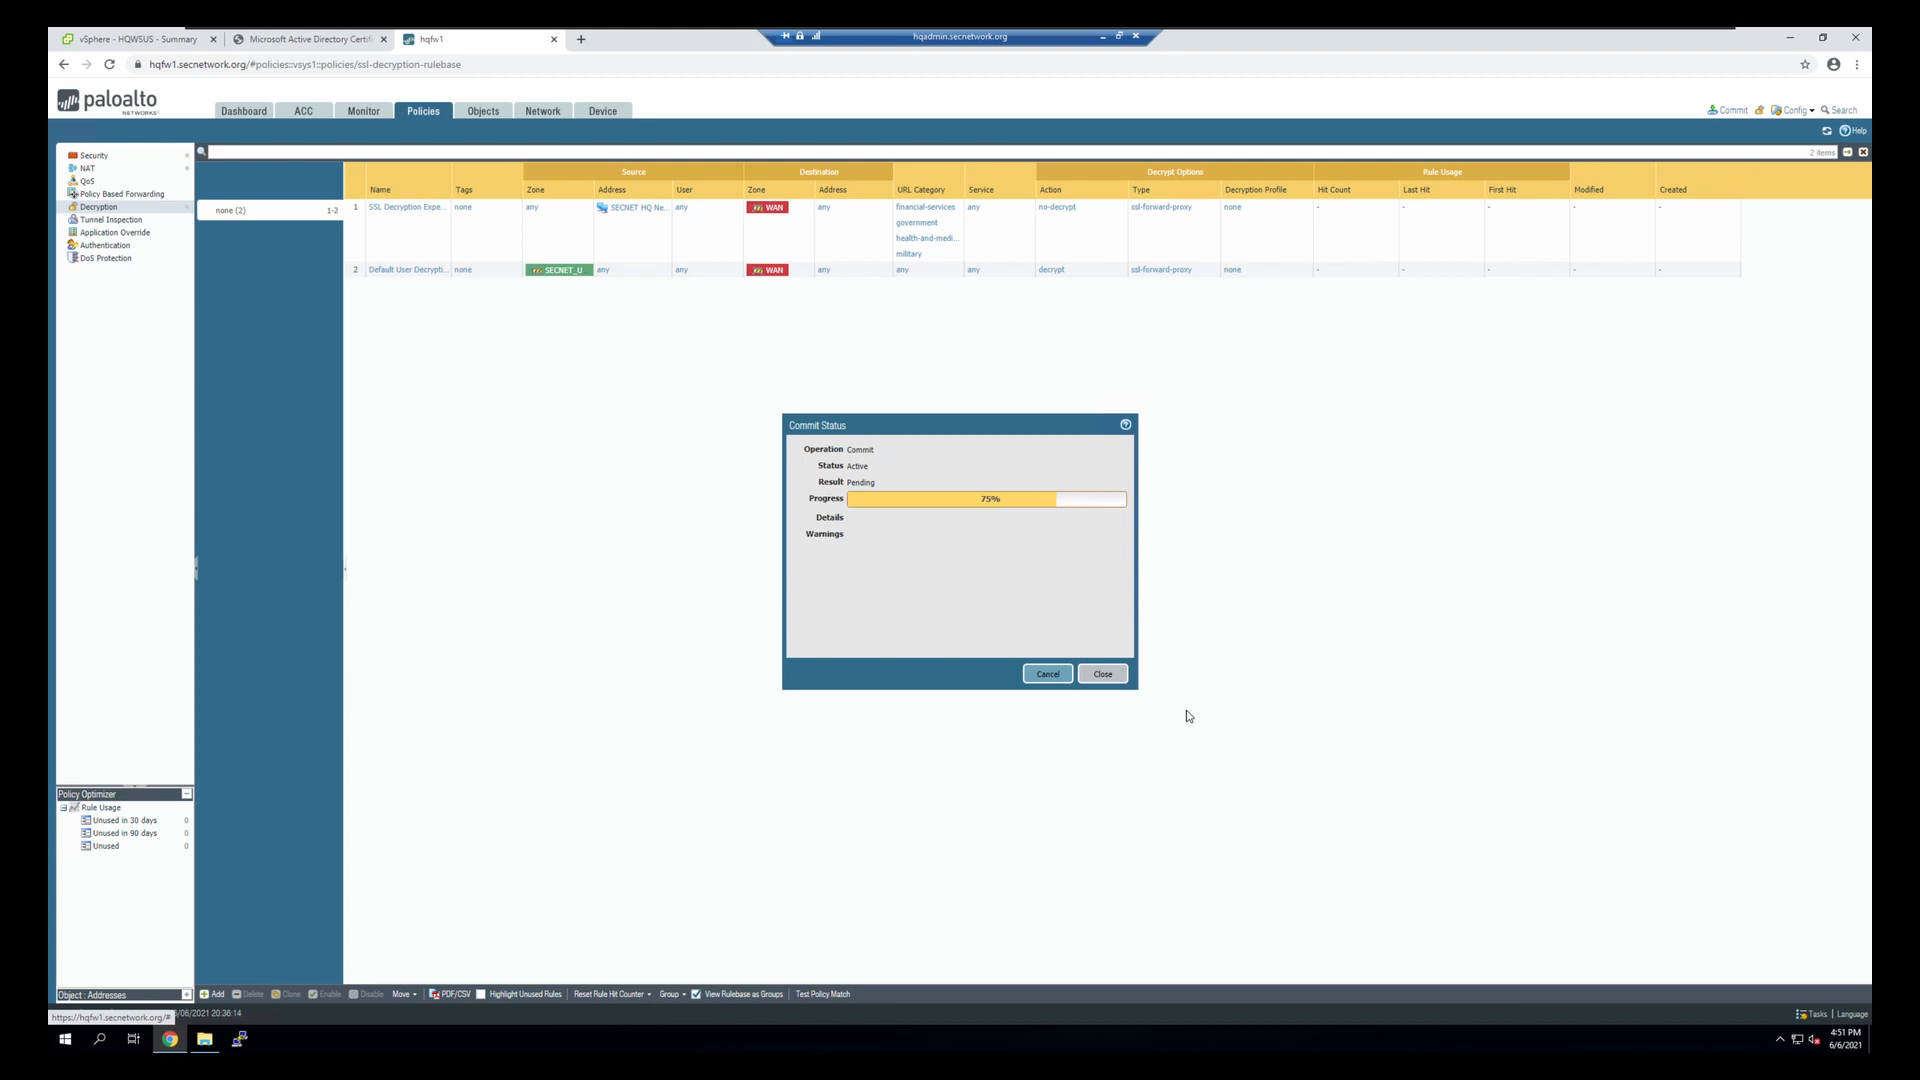 vSphere - HQWSUS - Summary
Microsoft Active Directory Certifi
hqfw1
hqadmin.secnetwork.org
hqfw1.secnetwork.org/#policies::vsys1::policies/ssl-decryption-rulebase
paloalto
NETWORKS
Dashboard
ACC
Monitor
Policies
Objects
Network
Device
Commit
Config
Search
Help
Security
NAT
QoS
Policy Based Forwarding
Decryption
Tunnel Inspection
Application Override
Authentication
DoS Protection
2 items
none (2) 1-2
Source Destination Decrypt Options Rule Usage
Name Tags Zone Address User Zone Address URL Category Service Action Type Decryption Profile Hit Count Last Hit First Hit Modified Created
1 SSL Decryption Expe... none any SECNET HQ Ne... any WAN any financial-services any no-decrypt ssl-forward-proxy none - - - - -
government
health-and-medi...
military
2 Default User Decrypti... none SECNET_U any any WAN any any any decrypt ssl-forward-proxy none - - - - -
Commit Status
Operation Commit
Status Active
Result Pending
Progress 75%
Details
Warnings
Cancel Close
Policy Optimizer
Rule Usage
Unused in 30 days 0
Unused in 90 days 0
Unused 0
Object : Addresses
Add Delete Clone Enable Disable Move PDF/CSV Highlight Unused Rules Reset Rule Hit Counter Group View Rulebase as Groups Test Policy Match
https://hqfw1.secnetwork.org/#
/06/2021 20:36:14
Tasks | Language
4:51 PM
6/6/2021